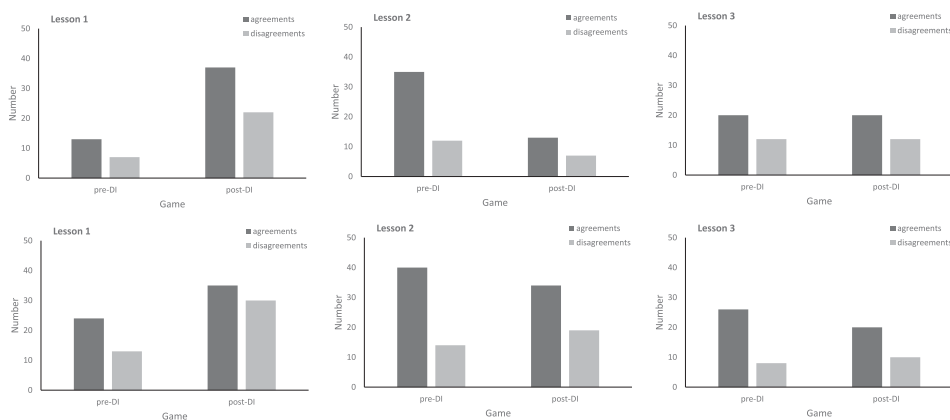 Lesson 1
agreements
disagreements
50
40
30
20
10
0
Number
pre-DI
post-DI
Game
Lesson 2
agreements
disagreements
50
40
30
20
10
0
Number
pre-DI
post-DI
Game
Lesson 3
agreements
disagreements
50
40
30
20
10
0
Number
pre-DI
post-DI
Game
Lesson 1
agreements
disagreements
50
40
30
20
10
0
Number
pre-DI
post-DI
Game
Lesson 2
agreements
disagreements
50
40
30
20
10
0
Number
pre-DI
post-DI
Game
Lesson 3
agreements
disagreements
50
40
30
20
10
0
Number
pre-DI
post-DI
Game